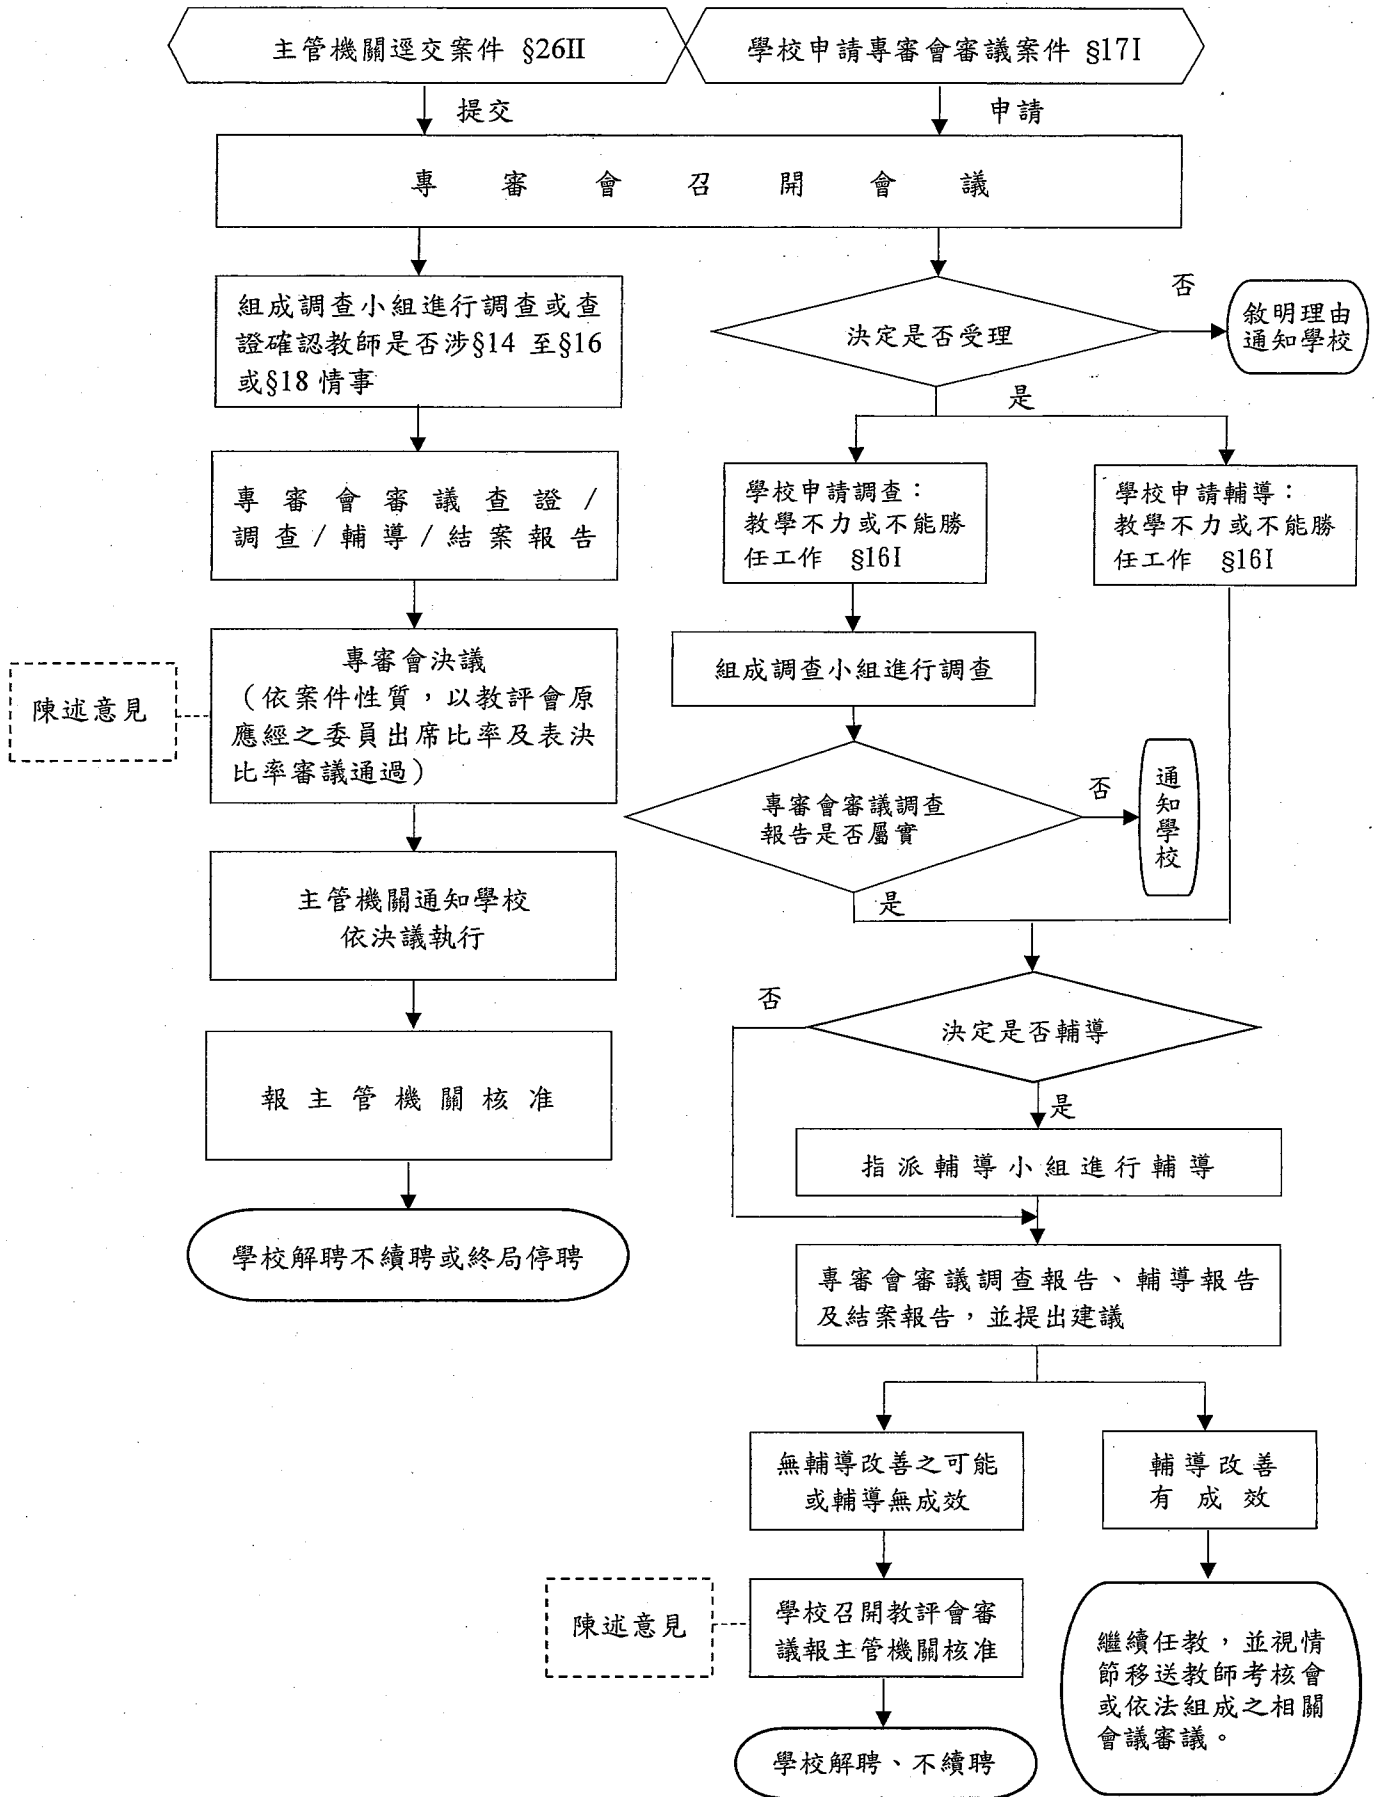 主管機關逕交案件 §26II
學校申請專審會審議案件 §17I
提交
申請
專審會召開會議
組成調查小組進行調查或查
證確認教師是否涉§14 至§16
或§18 情事
專審會審議查證/
調查/輔導/結案報告
專審會決議
(依案件性質,以教評會原
應經之委員出席比率及表決
比率審議通過)
陳述意見
主管機關通知學校
依決議執行
報主管機關核准
學校解聘不續聘或終局停聘
決定是否受理
否
敘明理由
通知學校
是
學校申請調查:
教學不力或不能勝
任工作 §16I
學校申請輔導:
教學不力或不能勝
任工作 §16I
組成調查小組進行調查
專審會審議調查
報告是否屬實
否
通知學校
是
決定是否輔導
否
是
指派輔導小組進行輔導
專審會審議調查報告、輔導報告
及結案報告,並提出建議
無輔導改善之可能
或輔導無成效
輔導改善
有成效
陳述意見
學校召開教評會審
議報主管機關核准
學校解聘、不續聘
繼續任教,並視情
節移送教師考核會
或依法組成之相關
會議審議。